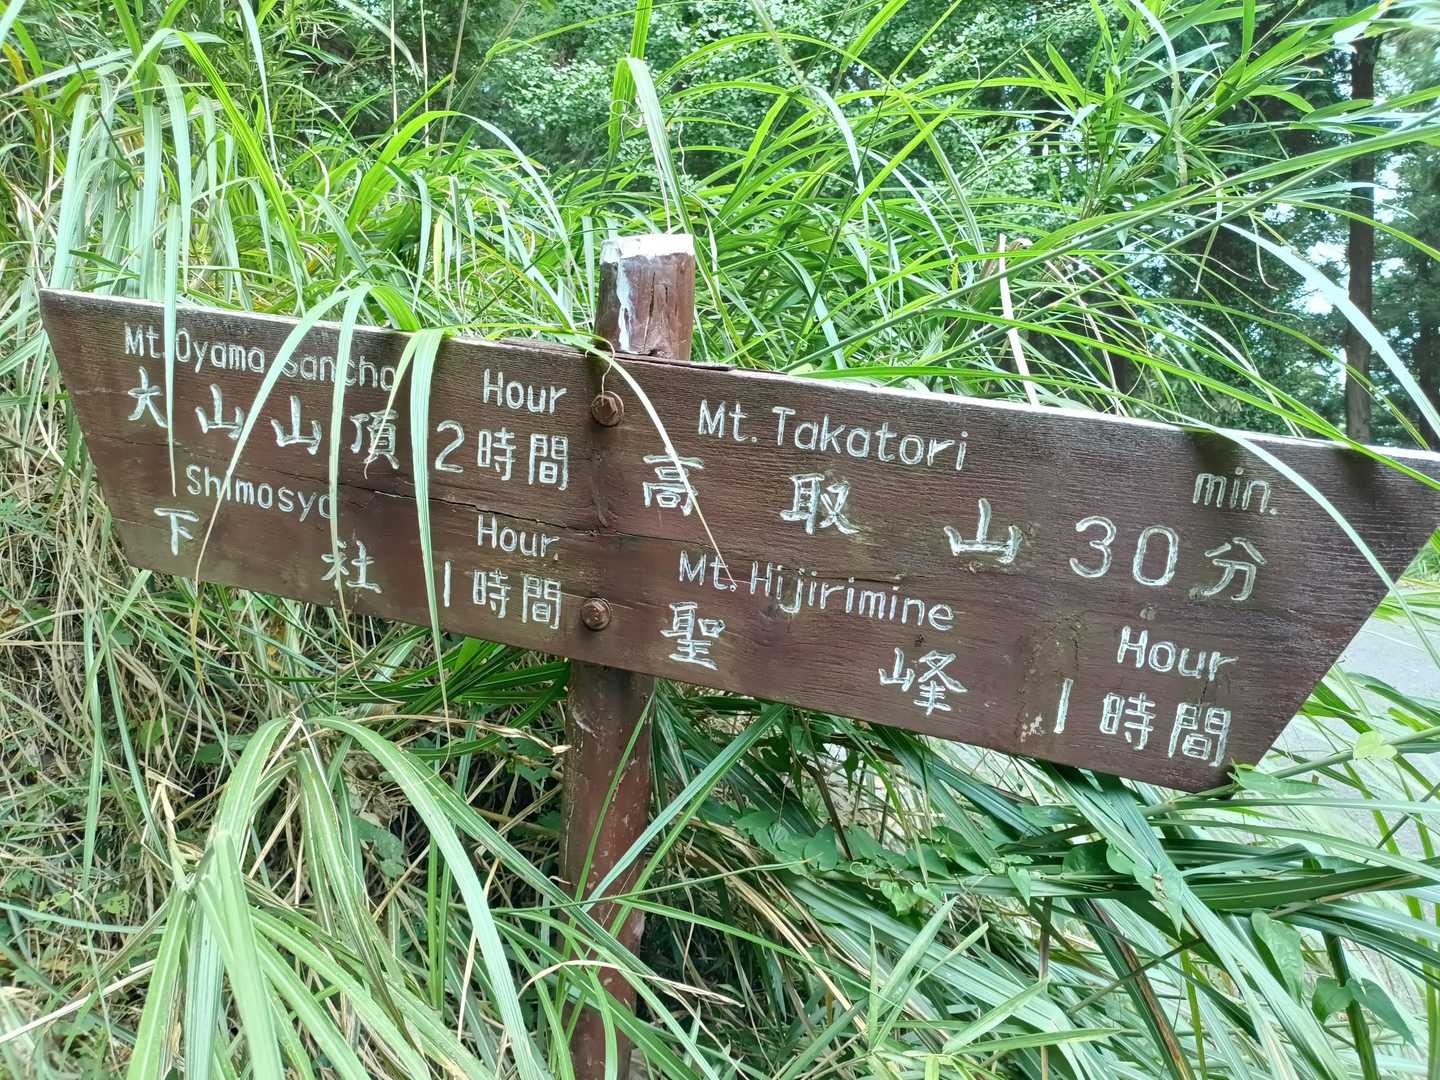 Mt.Oyama Sancho
Hour
大山山頂 2時間
Shimosya
Hour.
下社 1時間
Mt. Takatori
min.
高取山 30分
Mt. Hijirimine
Hour
聖峰 1時間